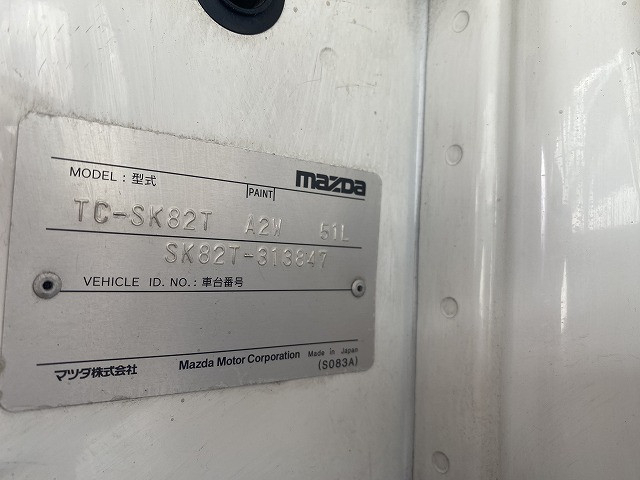 MODEL : 型式 PAINT mazda
TC-SK82T A2W 51L
SK82T-313847
VEHICLE ID. NO. : 車台番号
マツダ株式会社 Mazda Motor Corporation Made in Japan
(S083A)